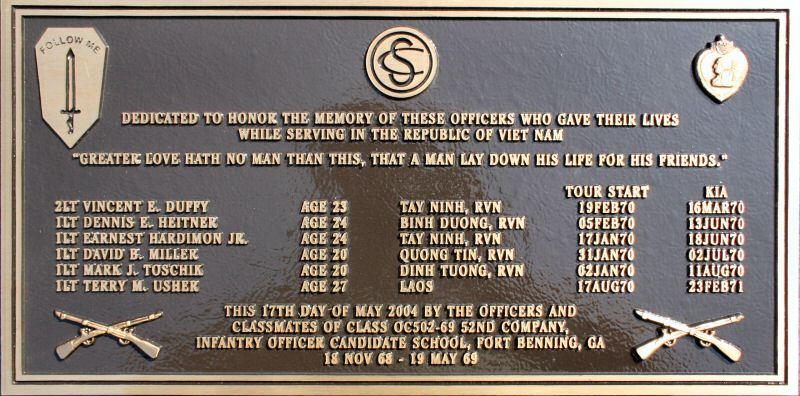 FOLLOW ME
OCS
DEDICATED TO HONOR THE MEMORY OF THESE OFFICERS WHO GAVE THEIR LIVES
WHILE SERVING IN THE REPUBLIC OF VIET NAM
"GREATER LOVE HATH NO MAN THAN THIS, THAT A MAN LAY DOWN HIS LIFE FOR HIS FRIENDS."
TOUR START KIA
2LT VINCENT E. DUFFY AGE 23 TAY NINH, RVN 19FEB70 16MAR70
1LT DENNIS E. HEITNER AGE 24 BINH DUONG, RVN 05FEB70 13JUN70
1LT EARNEST HARDIMON JR. AGE 24 TAY NINH, RVN 17JAN70 18JUN70
1LT DAVID B. MILLER AGE 20 QUONG TIN, RVN 31JAN70 02JUL70
1LT MARK J. TOSCHIK AGE 20 DINH TUONG, RVN 02JAN70 11AUG70
1LT TERRY M. USHER AGE 27 LAOS 17AUG70 23FEB71
THIS 17TH DAY OF MAY 2004 BY THE OFFICERS AND
CLASSMATES OF CLASS OC502-69 52ND COMPANY,
INFANTRY OFFICER CANDIDATE SCHOOL, FORT BENNING, GA
18 NOV 68 - 19 MAY 69